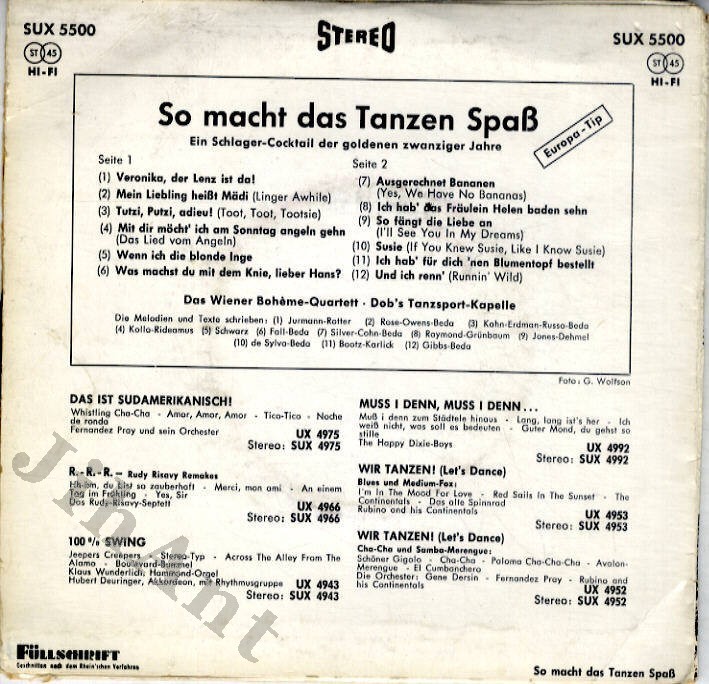 SUX 5500
STEREO
SUX 5500
ST 45
HI-FI
ST 45
HI-FI
So macht das Tanzen Spaß
Ein Schlager-Cocktail der goldenen zwanziger Jahre
Europa-Tip
Seite 1
(1) Veronika, der Lenz ist da!
(2) Mein Liebling heißt Mädi (Linger Awhile)
(3) Tutzi, Putzi, adieu! (Toot, Toot, Tootsie)
(4) Mit dir möcht' ich am Sonntag angeln gehn
(Das Lied vom Angeln)
(5) Wenn ich die blonde Inge
(6) Was machst du mit dem Knie, lieber Hans?
Seite 2
(7) Ausgerechnet Bananen
(Yes, We Have No Bananas)
(8) Ich hab' das Fräulein Helen baden sehn
(9) So fängt die Liebe an
(I'll See You In My Dreams)
(10) Susie (If You Knew Susie, Like I Know Susie)
(11) Ich hab' für dich 'nen Blumentopf bestellt
(12) Und ich renn' (Runnin' Wild)
Das Wiener Bohème-Quartett · Dob's Tanzsport-Kapelle
Die Melodien und Texte schrieben: (1) Jurmann-Rotter (2) Rose-Owens-Beda (3) Kahn-Erdman-Russo-Beda
(4) Kollo-Rideamus (5) Schwarz (6) Fall-Beda (7) Silver-Cohn-Beda (8) Raymond-Grünbaum (9) Jones-Dehmel
(10) de Sylva-Beda (11) Bootz-Karlick (12) Gibbs-Beda
Foto: G. Wolfson
DAS IST SUDAMERIKANISCH!
Whistling Cha-Cha - Amor, Amor, Amor - Tico-Tico - Noche
de ronda
Fernandez Pray und sein Orchester
UX 4975
Stereo: SUX 4975
R.-R.-R. — Rudy Risavy Remakes
Hm-hm, du bist so zauberhaft - Merci, mon ami - An einem
Tag im Frühling - Yes, Sir
Das Rudy-Risavy-Septett
UX 4966
Stereo: SUX 4966
100% SWING
Jeepers Creepers - Stereo-Typ - Across The Alley From The
Alamo - Boulevard-Bummel
Klaus Wunderlich, Hammond-Orgel
Hubert Deuringer, Akkordeon, mit Rhythmusgruppe UX 4943
Stereo: SUX 4943
MUSS I DENN, MUSS I DENN...
Muß i denn zum Städtele hinaus - Lang, lang ist's her - Ich
weiß nicht, was soll es bedeuten - Guter Mond, du gehst so
stille
The Happy Dixie-Boys
UX 4992
Stereo: SUX 4992
WIR TANZEN! (Let's Dance)
Blues und Medium-Fox:
I'm In The Mood For Love - Red Sails In The Sunset - The
Continentals - Das alte Spinnrad
Rubino and his Continentals
UX 4953
Stereo: SUX 4953
WIR TANZEN! (Let's Dance)
Cha-Cha und Samba-Merengue:
Schöner Gigolo - Cha-Cha - Paloma Cha-Cha-Cha - Avalon-
Merengue - El Cumbanchero
Die Orchester: Gene Dersin - Fernandez Pray - Rubino and
his Continentals
UX 4952
Stereo: SUX 4952
JihAnt
FÜLLSCHRIFT
Geschnitten nach dem Rhein'schen Verfahren
So macht das Tanzen Spaß